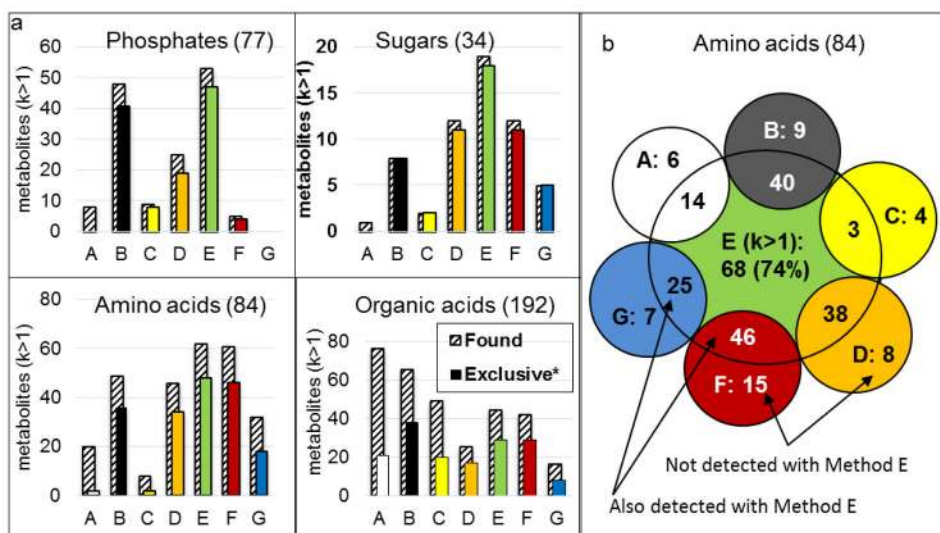 a
Phosphates (77)
metabolites (k>1)
60
50
40
30
20
10
0
A B C D E F G
Sugars (34)
metabolites (k>1)
20
15
10
5
0
A B C D E F G
Amino acids (84)
metabolites (k>1)
80
60
40
20
0
A B C D E F G
Organic acids (192)
metabolites (k>1)
80
60
40
20
0
Found
Exclusive*
A B C D E F G
b
Amino acids (84)
B: 9
40
A: 6
14
C: 4
3
E (k>1):
68 (74%)
25
G: 7
38
D: 8
46
F: 15
Not detected with Method E
Also detected with Method E